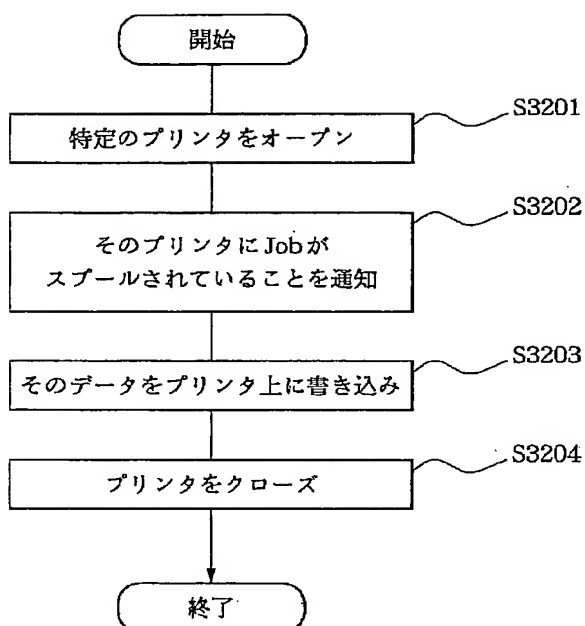 開始
特定のプリンタをオープン
S3201
そのプリンタにJobが
スプールされていることを通知
S3202
そのデータをプリンタ上に書き込み
S3203
プリンタをクローズ
S3204
終了